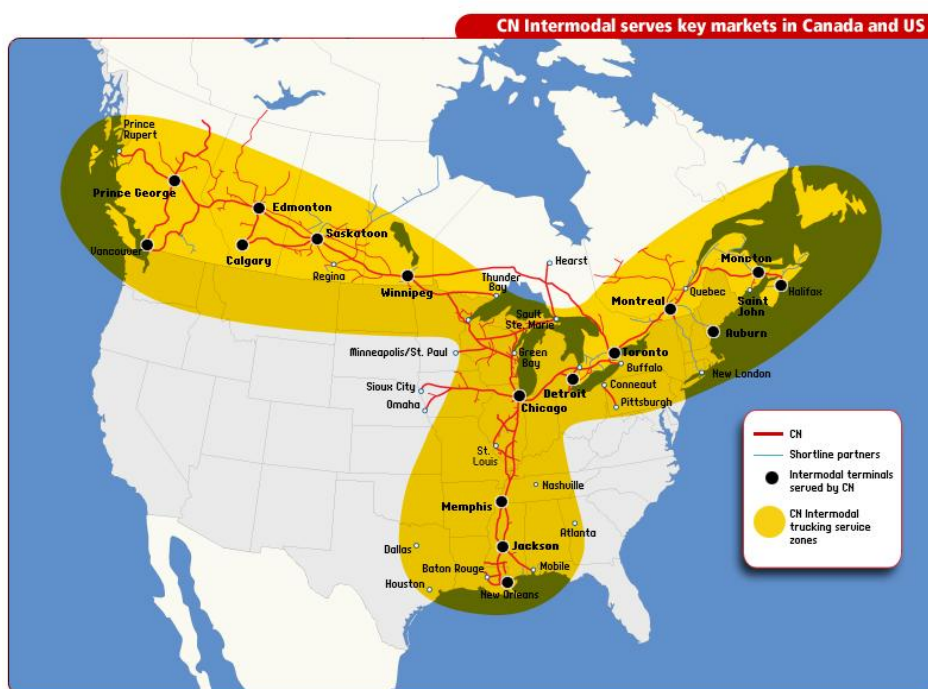 CN Intermodal serves key markets in Canada and US
Prince
Rupert
Prince George
Edmonton
Saskatoon
Vancouver
Calgary
Regina
Winnipeg
Thunder
Bay
Hearst
Sault
Ste. Marie
Minneapolis/St. Paul
Green
Bay
Sioux City
Omaha
Chicago
Detroit
Toronto
Buffalo
Conneaut
Pittsburgh
Montreal
Quebec
Moncton
Saint
John
Halifax
Auburn
New London
St.
Louis
Nashville
Memphis
Atlanta
Jackson
Dallas
Baton Rouge
Mobile
Houston
New Orleans
CN
Shortline partners
Intermodal terminals
served by CN
CN Intermodal
trucking service
zones